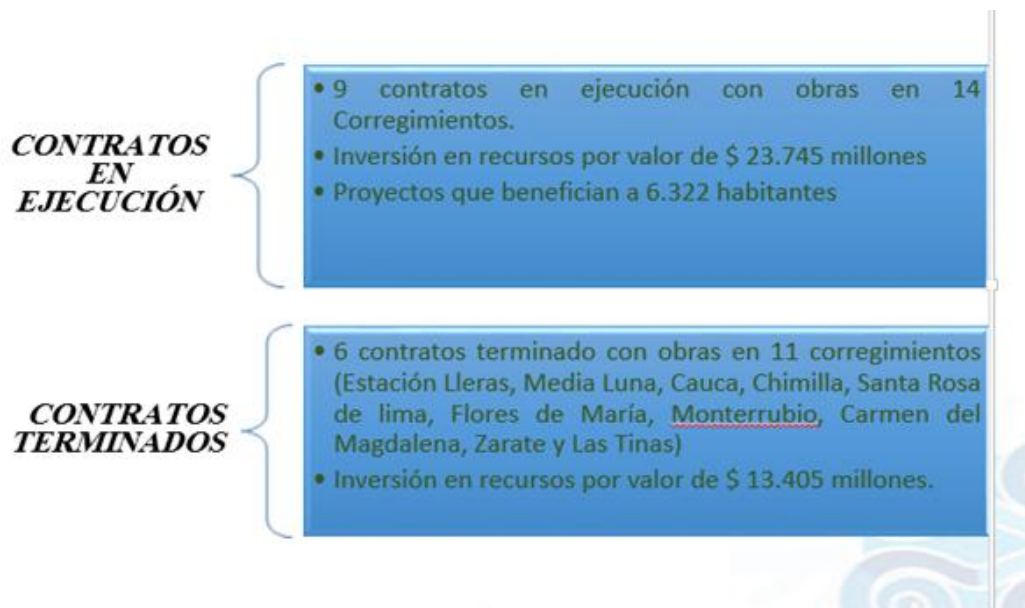 CONTRATOS
EN
EJECUCIÓN
• 9 contratos en ejecución con obras en 14
Corregimientos.
• Inversión en recursos por valor de $ 23.745 millones
• Proyectos que benefician a 6.322 habitantes
CONTRATOS
TERMINADOS
• 6 contratos terminado con obras en 11 corregimientos
(Estación Lleras, Media Luna, Cauca, Chimilla, Santa Rosa
de lima, Flores de María, Monterrubio, Carmen del
Magdalena, Zarate y Las Tinas)
• Inversión en recursos por valor de $ 13.405 millones.